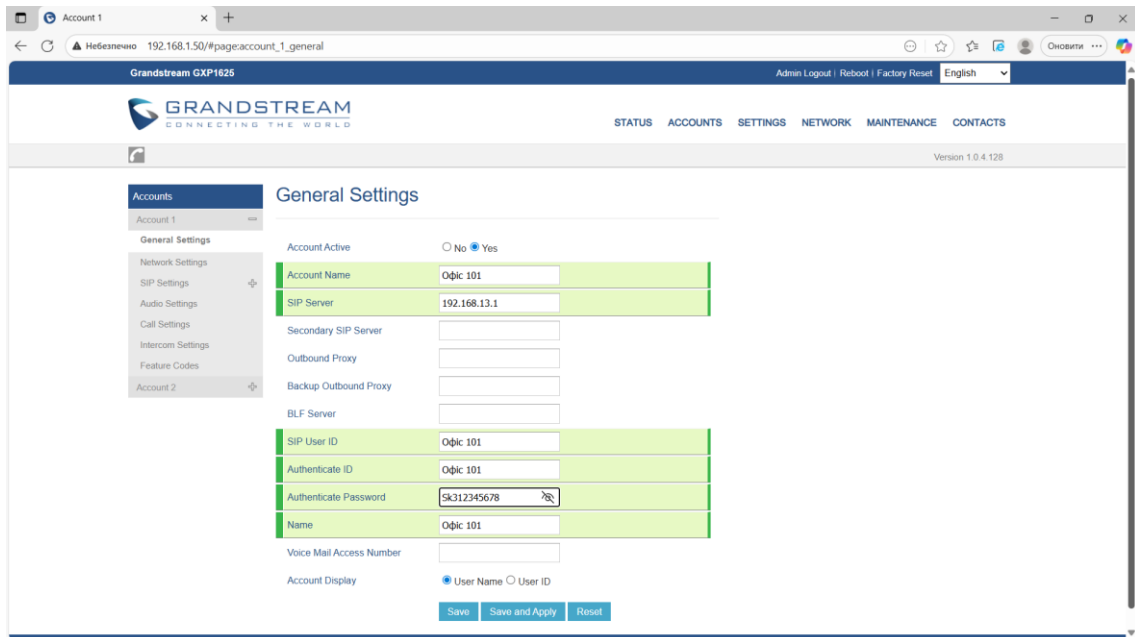 Account 1
Небезпечно 192.168.1.50/#page:account_1_general
Оновити
Grandstream GXP1625
Admin Logout | Reboot | Factory Reset English
GRANDSTREAM
CONNECTING THE WORLD
STATUS ACCOUNTS SETTINGS NETWORK MAINTENANCE CONTACTS
Version 1.0.4.128
Accounts
Account 1
General Settings
Network Settings
SIP Settings
Audio Settings
Call Settings
Intercom Settings
Feature Codes
Account 2
General Settings
Account Active No Yes
Account Name Офіс 101
SIP Server 192.168.13.1
Secondary SIP Server
Outbound Proxy
Backup Outbound Proxy
BLF Server
SIP User ID Офіс 101
Authenticate ID Офіс 101
Authenticate Password Sk312345678
Name Офіс 101
Voice Mail Access Number
Account Display User Name User ID
Save Save and Apply Reset